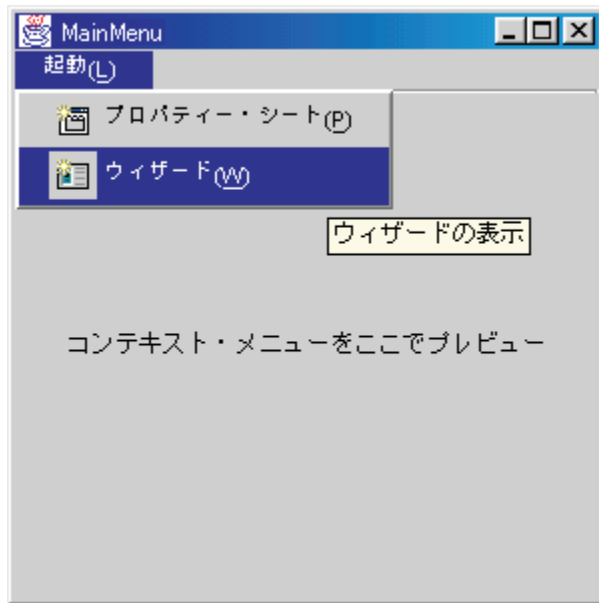 MainMenu
起動(L)
プロパティー・シート(P)
ウィザード(W)
ウィザードの表示
コンテキスト・メニューをここでプレビュー